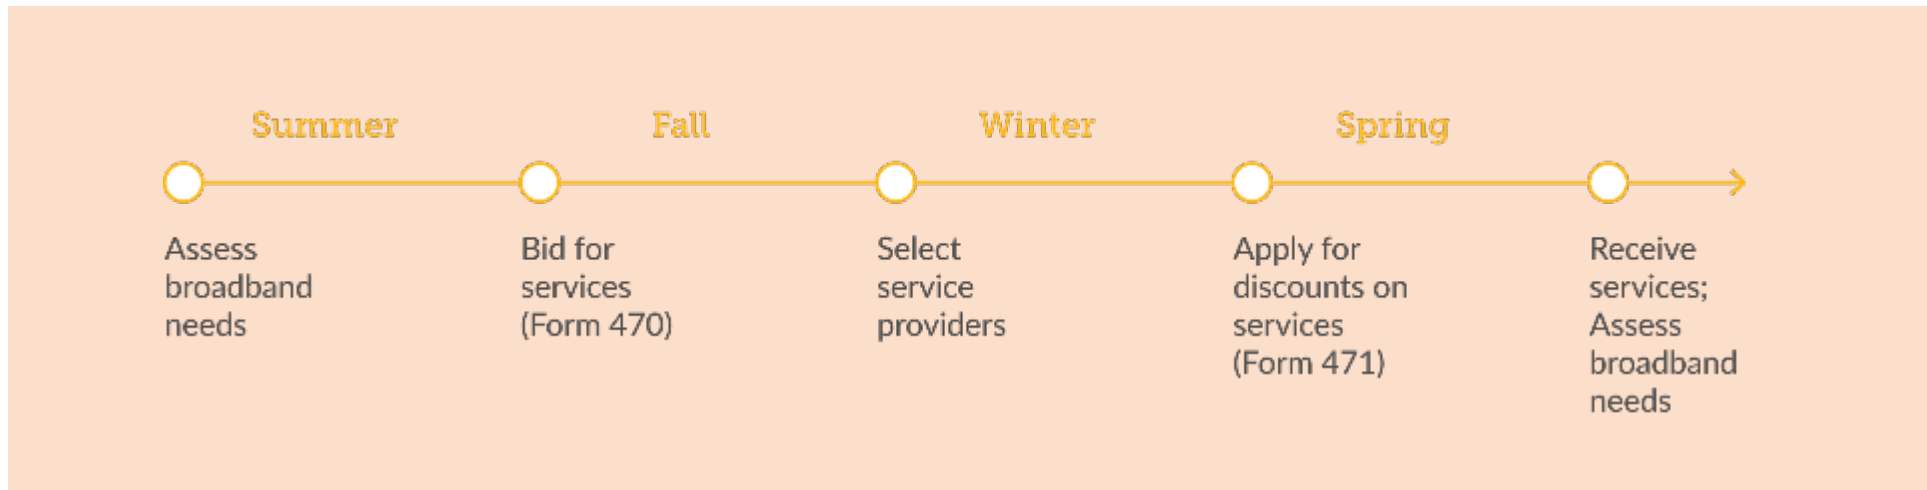 Summer
Fall
Winter
Spring
Assess
broadband
needs
Bid for
services
(Form 470)
Select
service
providers
Apply for
discounts on
services
(Form 471)
Receive
services;
Assess
broadband
needs